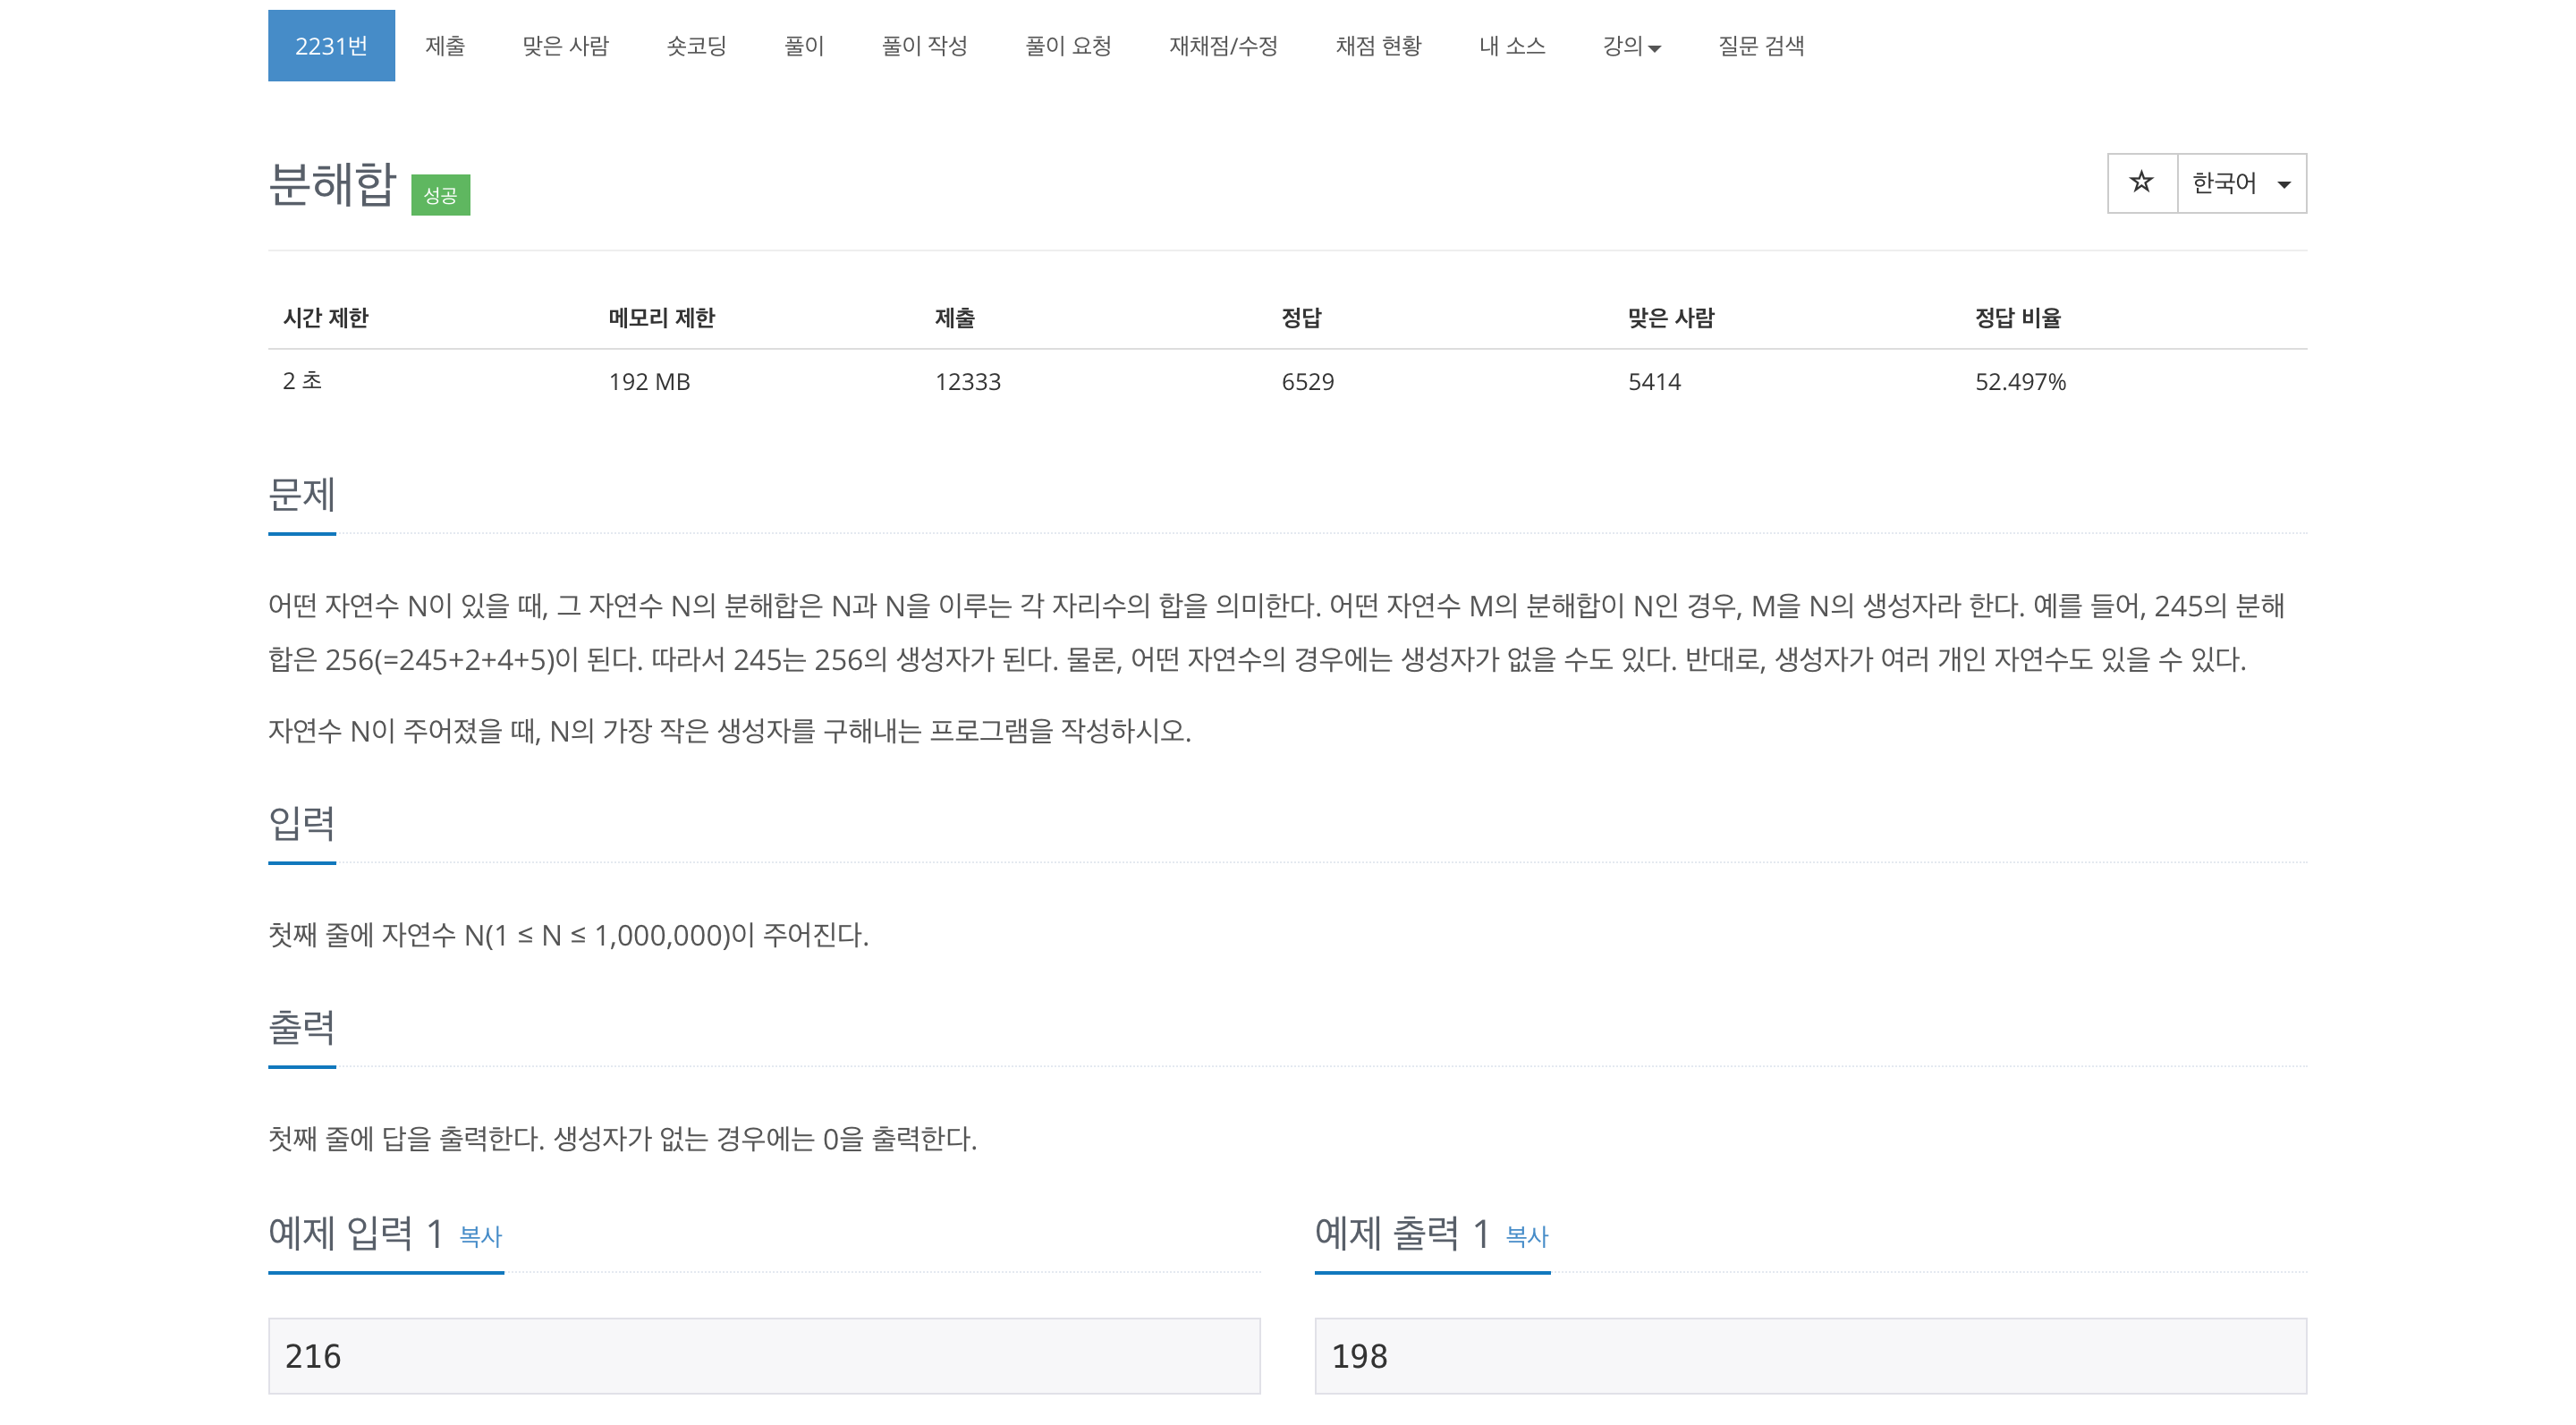 2231번 제출 맞은 사람 숏코딩 풀이 풀이 작성 풀이 요청 재채점/수정 채점 현황 내 소스 강의 질문 검색
분해합 성공
☆ 한국어
시간 제한 메모리 제한 제출 정답 맞은 사람 정답 비율
2 초 192 MB 12333 6529 5414 52.497%
문제
어떤 자연수 N이 있을 때, 그 자연수 N의 분해합은 N과 N을 이루는 각 자리수의 합을 의미한다. 어떤 자연수 M의 분해합이 N인 경우, M을 N의 생성자라 한다. 예를 들어, 245의 분해
합은 256(=245+2+4+5)이 된다. 따라서 245는 256의 생성자가 된다. 물론, 어떤 자연수의 경우에는 생성자가 없을 수도 있다. 반대로, 생성자가 여러 개인 자연수도 있을 수 있다.
자연수 N이 주어졌을 때, N의 가장 작은 생성자를 구해내는 프로그램을 작성하시오.
입력
첫째 줄에 자연수 N(1 ≤ N ≤ 1,000,000)이 주어진다.
출력
첫째 줄에 답을 출력한다. 생성자가 없는 경우에는 0을 출력한다.
예제 입력 1 복사
216
예제 출력 1 복사
198